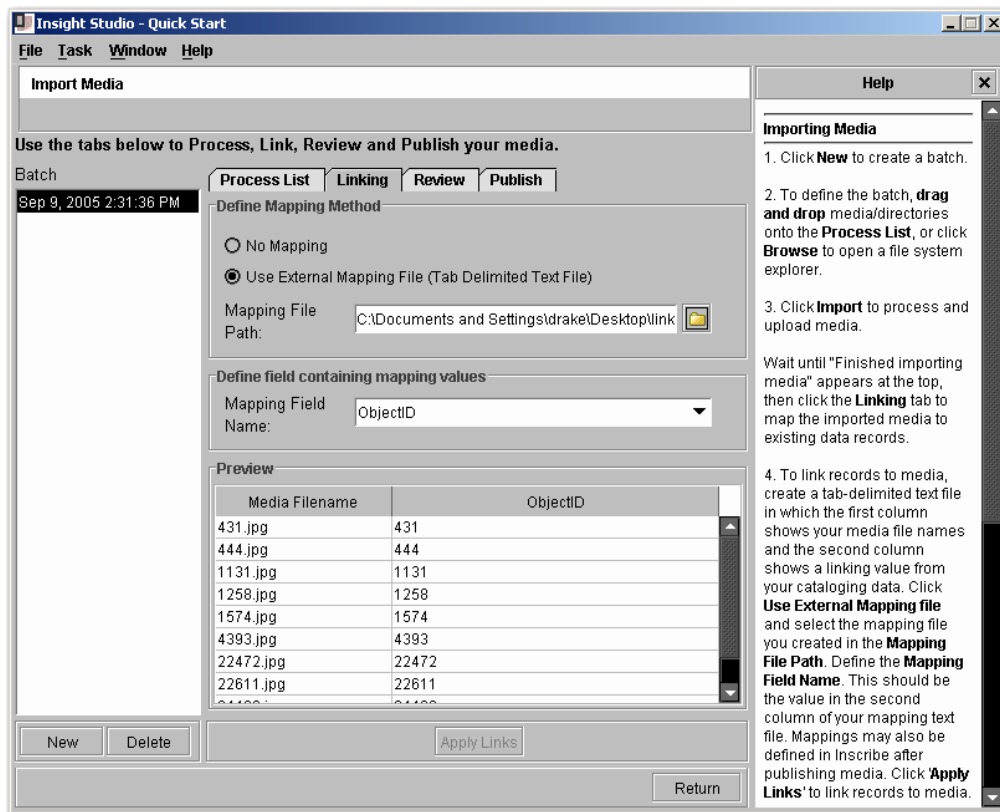 Insight Studio - Quick Start
File Task Window Help
Import Media
Use the tabs below to Process, Link, Review and Publish your media.
Batch
Sep 9, 2005 2:31:36 PM
New Delete
Process List Linking Review Publish
Define Mapping Method
No Mapping
Use External Mapping File (Tab Delimited Text File)
Mapping File
Path:
C:\Documents and Settings\drake\Desktop\link
Define field containing mapping values
Mapping Field
Name:
ObjectID
Preview
Media Filename ObjectID
431.jpg 431
444.jpg 444
1131.jpg 1131
1258.jpg 1258
1574.jpg 1574
4393.jpg 4393
22472.jpg 22472
22611.jpg 22611
Apply Links
Return
Help
Importing Media
1. Click New to create a batch.
2. To define the batch, drag
and drop media/directories
onto the Process List, or click
Browse to open a file system
explorer.
3. Click Import to process and
upload media.
Wait until "Finished importing
media" appears at the top,
then click the Linking tab to
map the imported media to
existing data records.
4. To link records to media,
create a tab-delimited text file
in which the first column
shows your media file names
and the second column
shows a linking value from
your cataloging data. Click
Use External Mapping file
and select the mapping file
you created in the Mapping
File Path. Define the Mapping
Field Name. This should be
the value in the second
column of your mapping text
file. Mappings may also be
defined in Inscribe after
publishing media. Click 'Apply
Links' to link records to media.